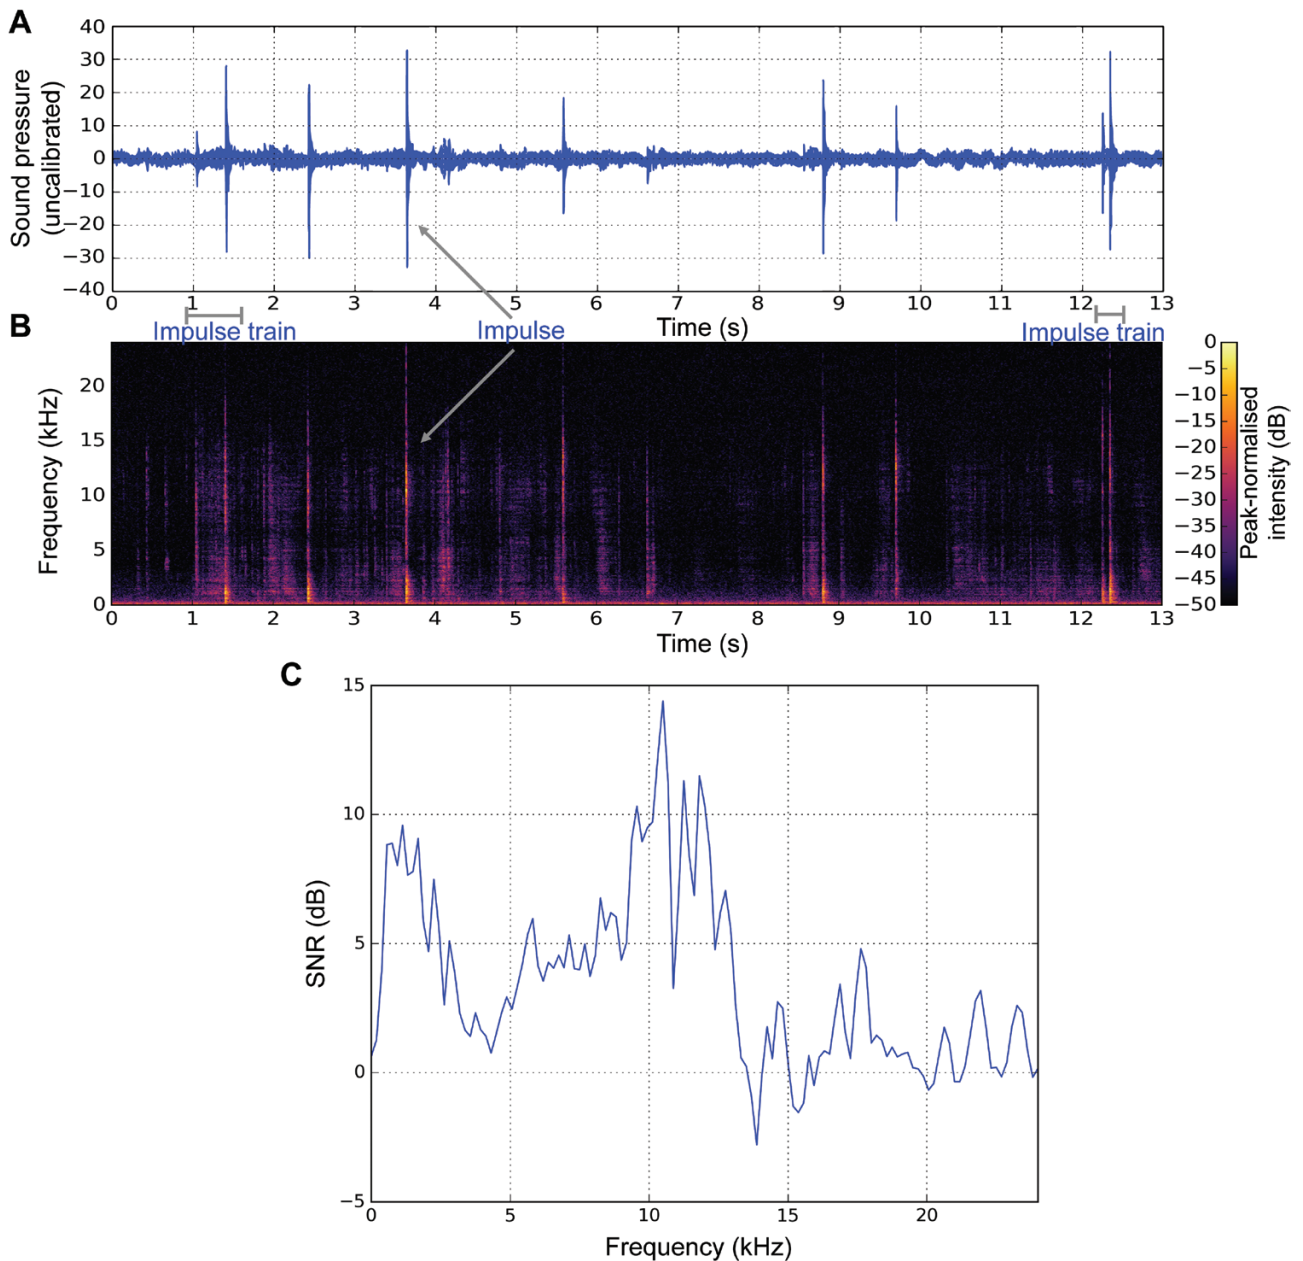 A
Sound pressure
(uncalibrated)
40
30
20
10
0
−10
−20
−30
−40
0 1 2 3 4 5 6 7 8 9 10 11 12 13
Time (s)
Impulse train
Impulse
Impulse train
B
Frequency (kHz)
20
15
10
5
0
0 1 2 3 4 5 6 7 8 9 10 11 12 13
Time (s)
0
−5
−10
−15
−20
−25
−30
−35
−40
−45
−50
Peak-normalised
intensity (dB)
C
SNR (dB)
15
10
5
0
−5
0 5 10 15 20
Frequency (kHz)